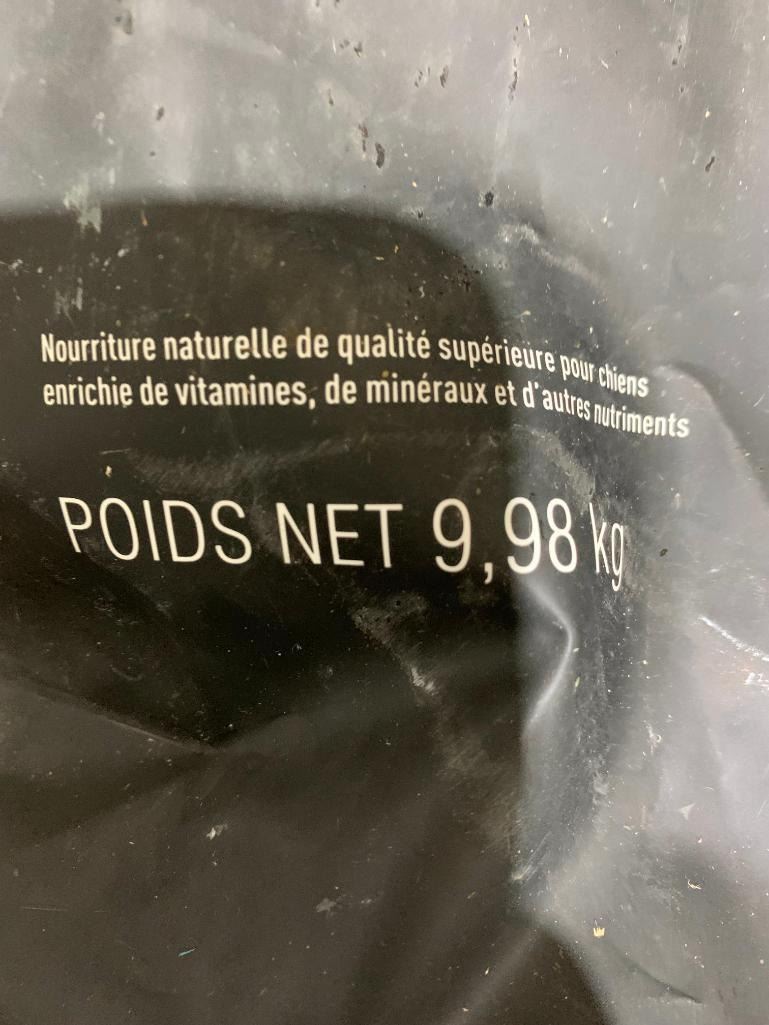 Nourriture naturelle de qualité supérieure pour chiens
enrichie de vitamines, de minéraux et d'autres nutriments
POIDS NET 9,98 kg